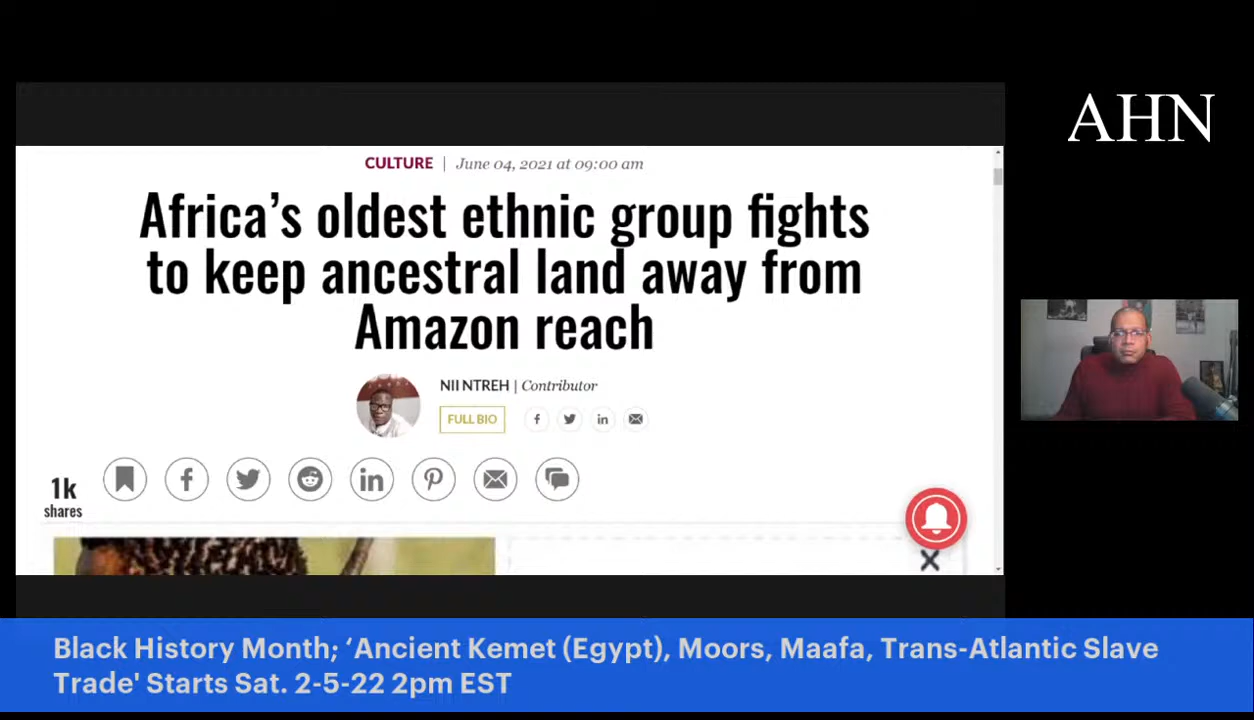 AHN
CULTURE | June 04, 2021 at 09:00 am
Africa's oldest ethnic group fights
to keep ancestral land away from
Amazon reach
NII NTREH | Contributor
FULL BIO
1k
shares
Black History Month; ‘Ancient Kemet (Egypt), Moors, Maafa, Trans-Atlantic Slave
Trade' Starts Sat. 2-5-22 2pm EST